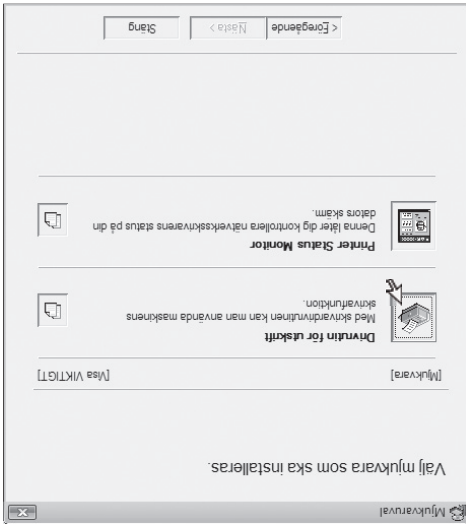 Mjukvaruval
Välj mjukvara som ska installeras.
[Mjukvara] [Visa VIKTIGT]
Drivrutin för utskrift
Med skrivardrivrutinen kan man använda maskinens
skrivarfunktion.
Printer Status Monitor
Denna låter dig kontrollera nätverksskrivarens status på din
dators skärm.
< Föregående Nästa > Stäng